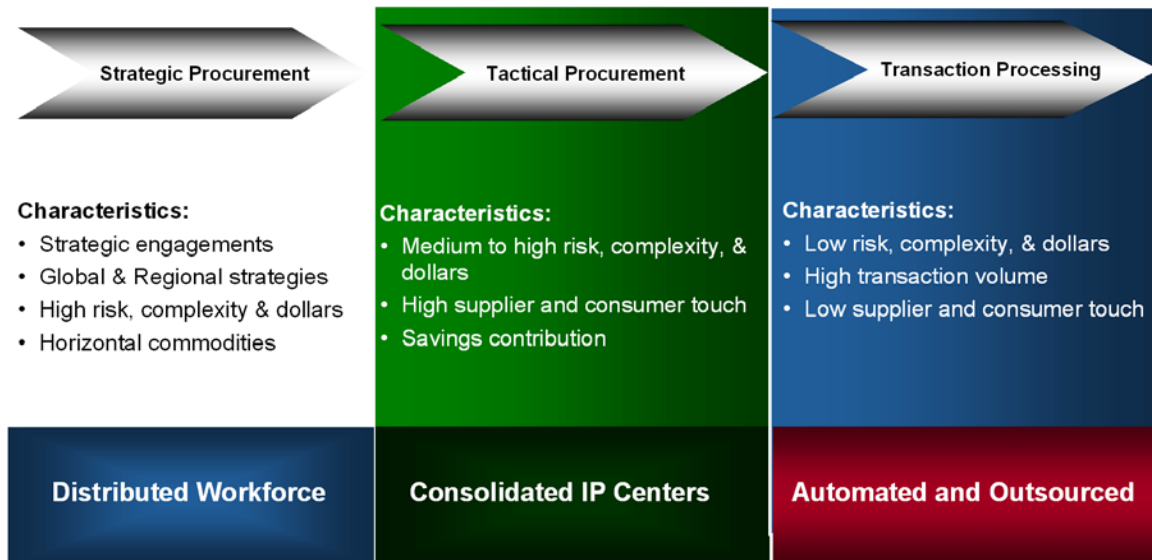 Strategic Procurement
Characteristics:
• Strategic engagements
• Global & Regional strategies
• High risk, complexity & dollars
• Horizontal commodities
Distributed Workforce
Tactical Procurement
Characteristics:
• Medium to high risk, complexity, &
dollars
• High supplier and consumer touch
• Savings contribution
Consolidated IP Centers
Transaction Processing
Characteristics:
• Low risk, complexity, & dollars
• High transaction volume
• Low supplier and consumer touch
Automated and Outsourced